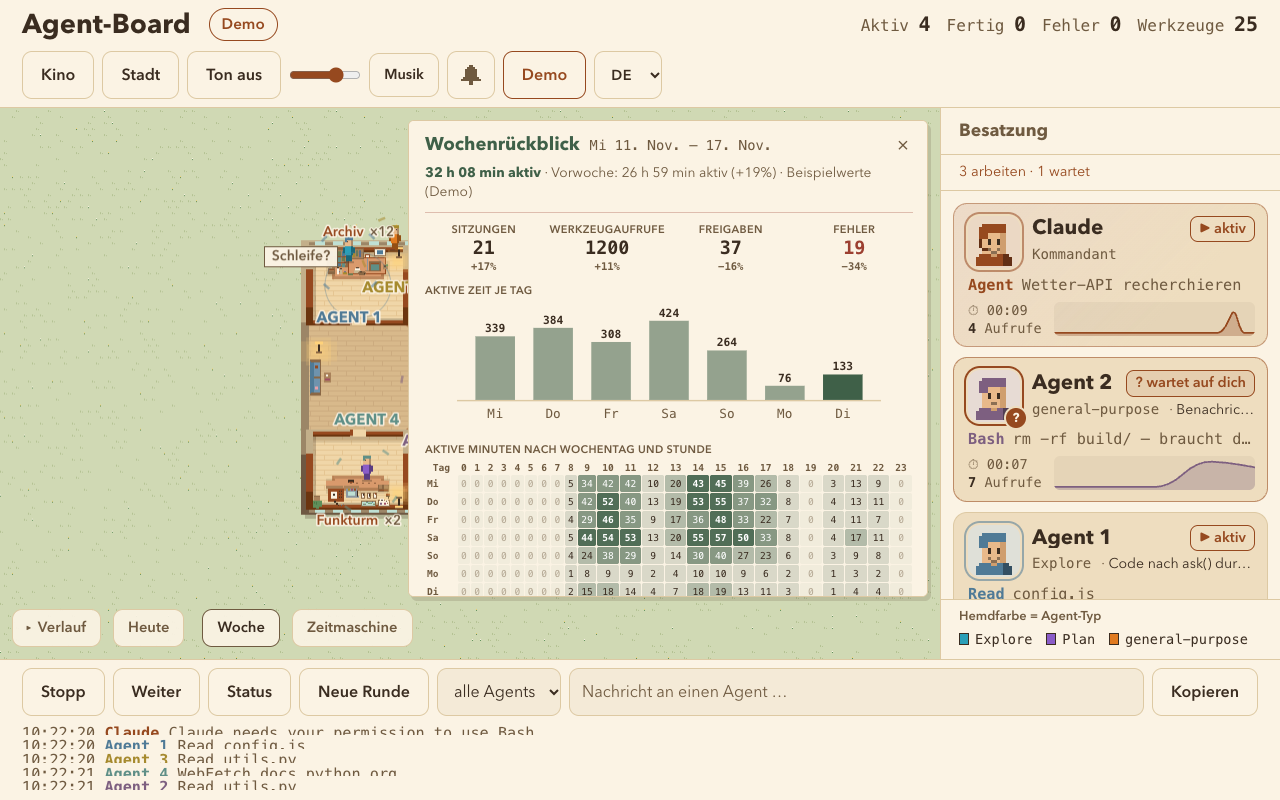 Agent-Board Demo
Aktiv 4 Fertig 0 Fehler 0 Werkzeuge 25
Kino Stadt Ton aus Musik Demo DE
Archiv ×12
Schleife?
AGEN
AGENT 1
AGENT 4
Funkturm ×2
Wochenrückblick Mi 11. Nov. – 17. Nov. ×
32 h 08 min aktiv · Vorwoche: 26 h 59 min aktiv (+19%) · Beispielwerte
(Demo)
SITZUNGEN WERKZEUGAUFRUFE FREIGABEN FEHLER
21 1200 37 19
+17% +11% −16% −34%
AKTIVE ZEIT JE TAG
339 384 308 424 264 76 133
Mi Do Fr Sa So Mo Di
AKTIVE MINUTEN NACH WOCHENTAG UND STUNDE
Tag 0 1 2 3 4 5 6 7 8 9 10 11 12 13 14 15 16 17 18 19 20 21 22 23
Mi 0 0 0 0 0 0 0 0 5 34 42 42 10 20 43 45 39 26 8 0 3 13 9 0
Do 0 0 0 0 0 0 0 0 5 42 52 40 13 19 53 55 37 32 8 0 4 13 11 0
Fr 0 0 0 0 0 0 0 0 4 29 46 35 9 17 36 48 33 22 7 0 4 11 7 0
Sa 0 0 0 0 0 0 0 0 5 44 54 53 13 20 55 57 50 33 8 0 4 17 11 0
So 0 0 0 0 0 0 0 0 4 24 38 29 9 14 30 40 27 23 6 0 3 9 8 0
Mo 0 0 0 0 0 0 0 0 1 8 9 9 2 4 10 10 9 6 2 0 1 3 2 0
Di 0 0 0 0 0 0 0 0 2 15 18 14 4 7 18 19 13 11 3 0 1 4 4 0
▸ Verlauf Heute Woche Zeitmaschine
Besatzung
3 arbeiten · 1 wartet
Claude ▶ aktiv
Kommandant
Agent Wetter-API recherchieren
⏱ 00:09
4 Aufrufe
Agent 2 ? wartet auf dich
general-purpose · Benachric…
?
Bash rm -rf build/ — braucht d…
⏱ 00:07
7 Aufrufe
Agent 1 ▶ aktiv
Explore · Code nach ask() dur…
Read config.js
Hemdfarbe = Agent-Typ
Explore Plan general-purpose
Stopp Weiter Status Neue Runde alle Agents Nachricht an einen Agent … Kopieren
10:22:20 Claude Claude needs your permission to use Bash
10:22:20 Agent 1 Read config.js
10:22:20 Agent 3 Read utils.py
10:22:21 Agent 4 WebFetch docs.python.org
10:22:21 Agent 2 Read utils.py